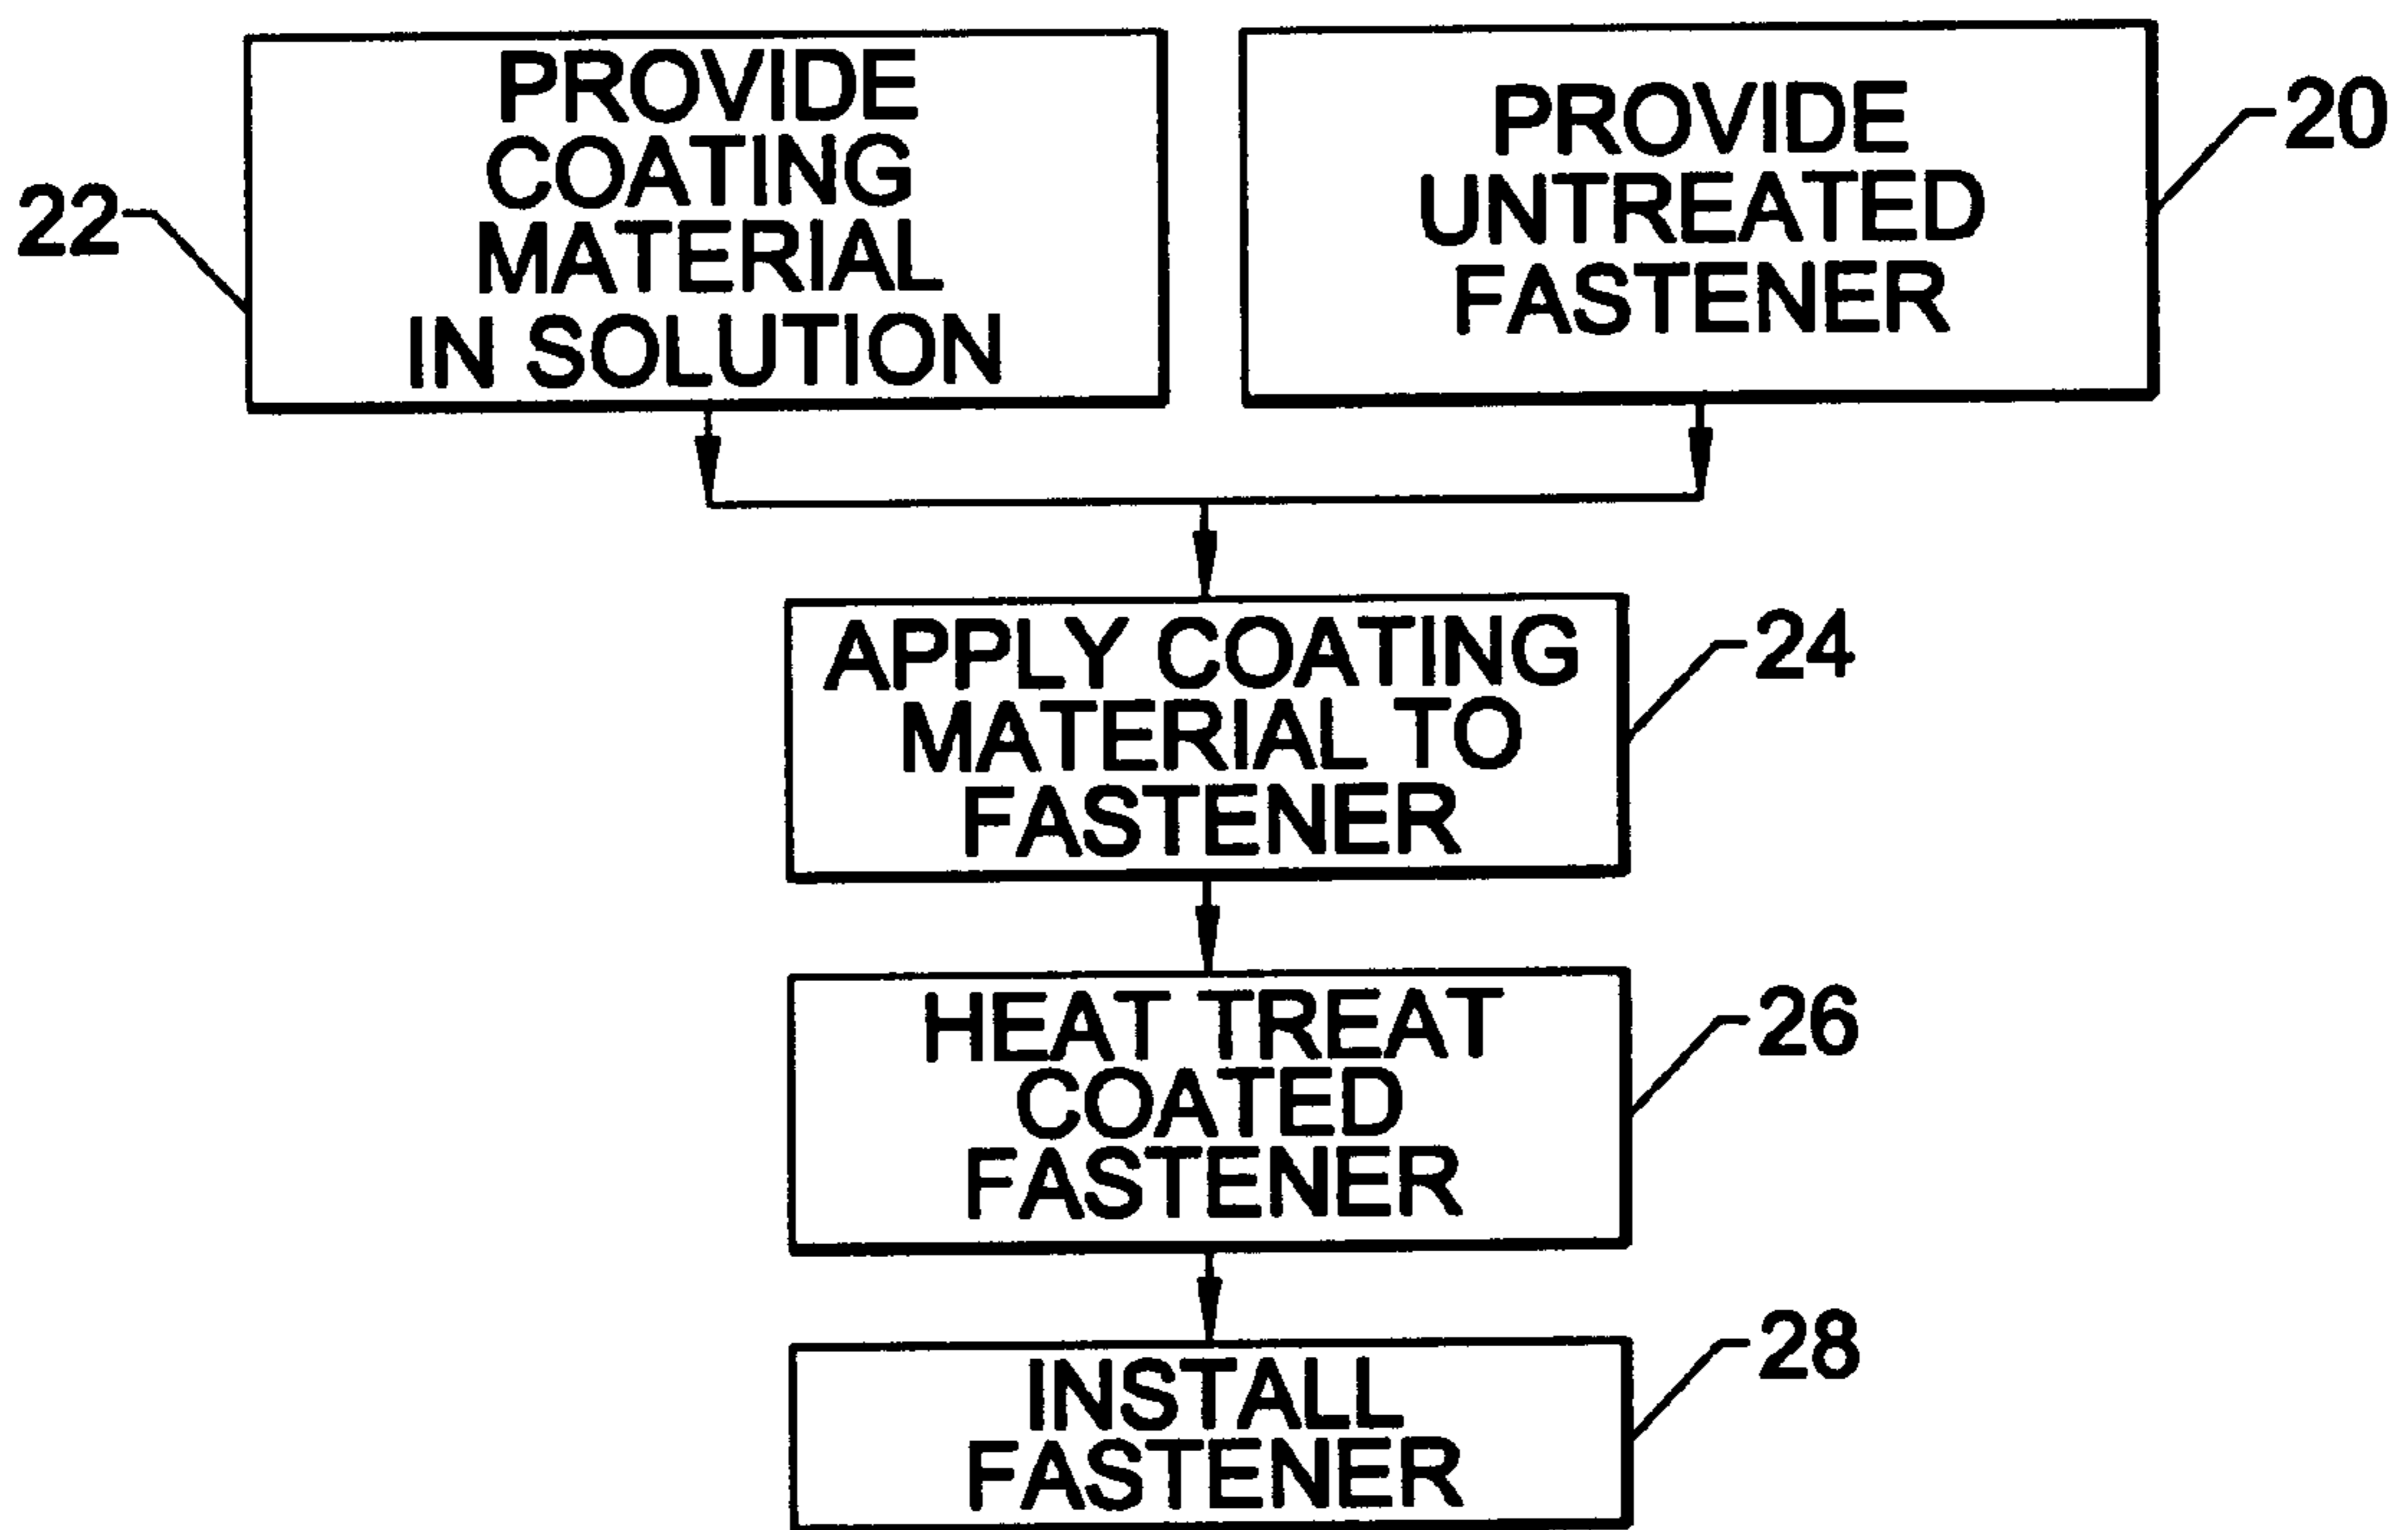 22
PROVIDE
COATING
MATERIAL
IN SOLUTION
PROVIDE
UNTREATED
FASTENER
20
APPLY COATING
MATERIAL TO
FASTENER
24
HEAT TREAT
COATED
FASTENER
26
INSTALL
FASTENER
28